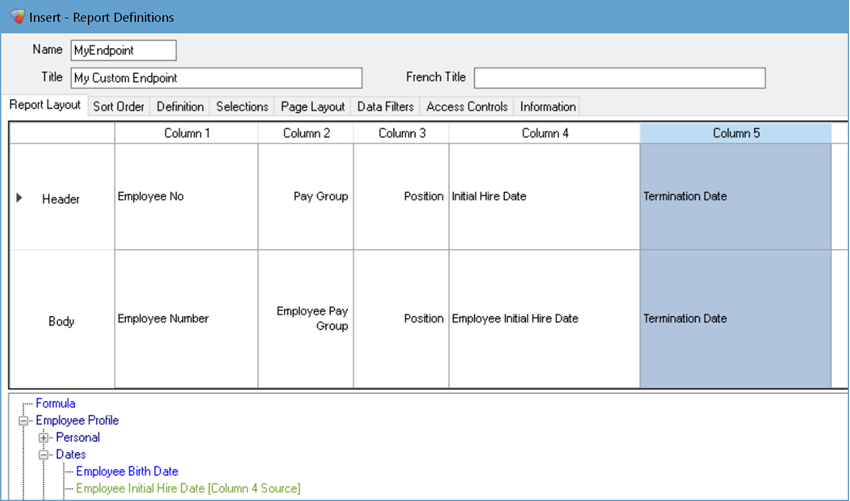 Insert - Report Definitions
Name MyEndpoint
Title My Custom Endpoint French Title
Report Layout Sort Order Definition Selections Page Layout Data Filters Access Controls Information
Column 1 Column 2 Column 3 Column 4 Column 5
Header Employee No Pay Group Position Initial Hire Date Termination Date
Body Employee Number Employee Pay Group Position Employee Initial Hire Date Termination Date
Formula
Employee Profile
Personal
Dates
Employee Birth Date
Employee Initial Hire Date [Column 4 Source]